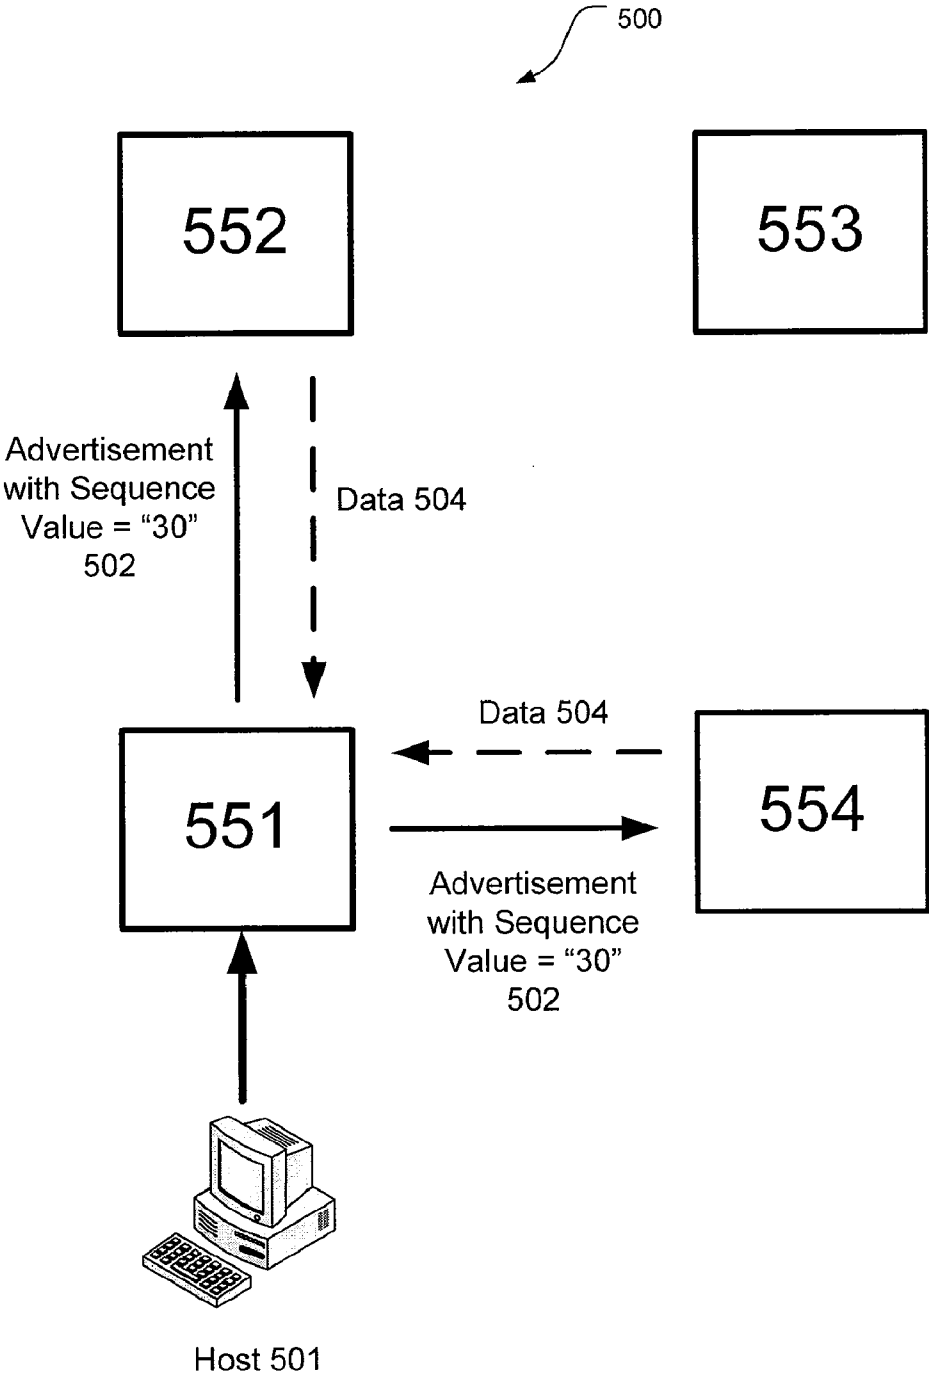 500
552
553
Advertisement
with Sequence
Value = “30”
502
Data 504
Data 504
551
554
Advertisement
with Sequence
Value = “30”
502
Host 501